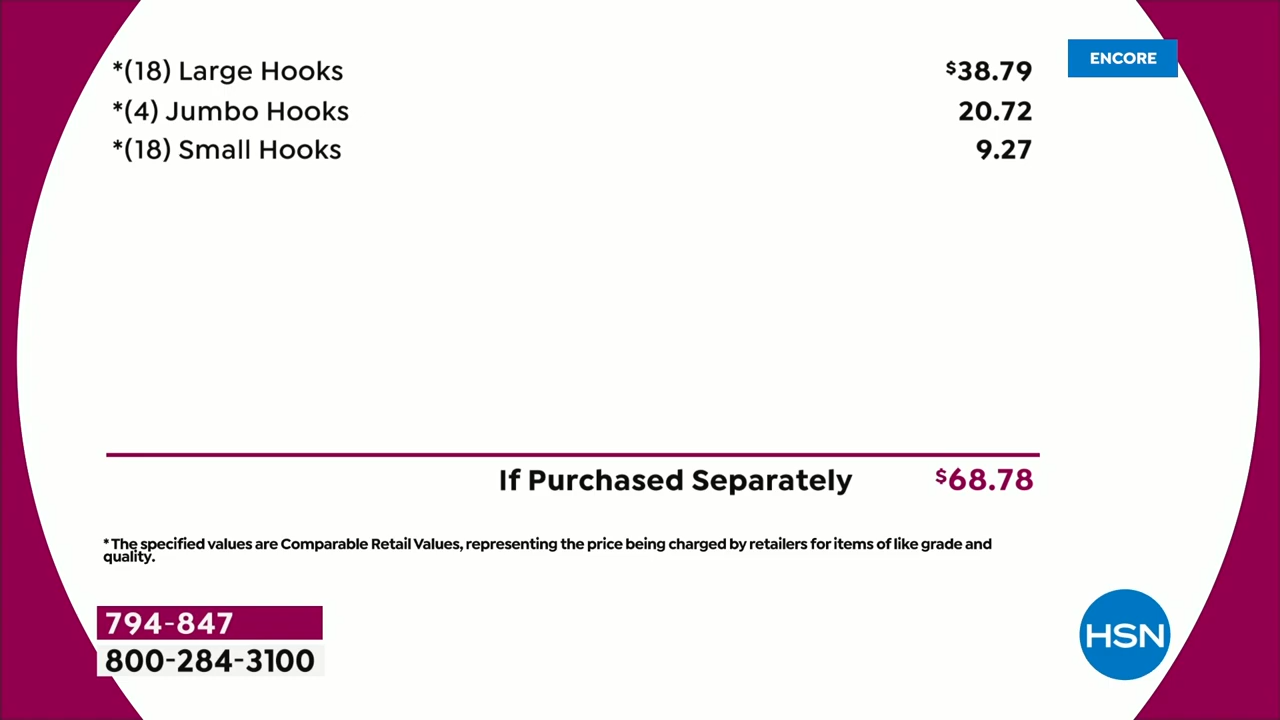 *(18) Large Hooks $38.79
ENCORE
*(4) Jumbo Hooks 20.72
*(18) Small Hooks 9.27
If Purchased Separately $68.78
*The specified values are Comparable Retail Values, representing the price being charged by retailers for items of like grade and
quality.
794-847
800-284-3100
HSN